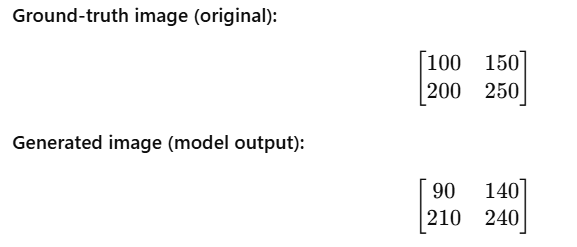 Ground-truth image (original):
[100 150
200 250]
Generated image (model output):
[90 140
210 240]